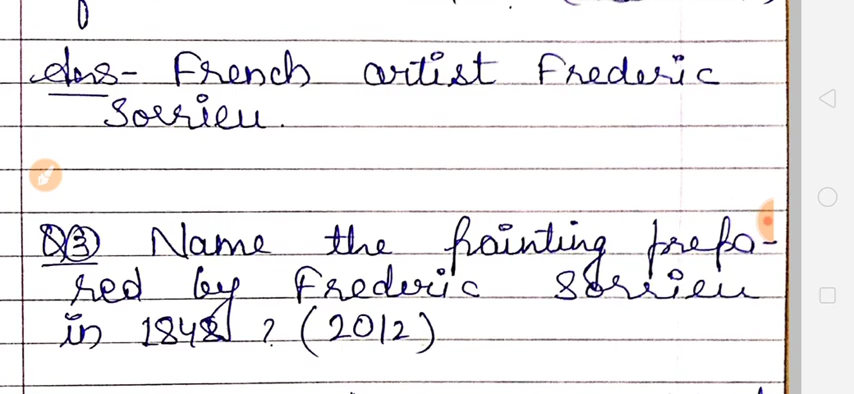 Ans- French artist Frederic
Sorrieu.
Q3 Name the painting prepa-
red by Frederic Sorrieu
in 1848 ? (2012)